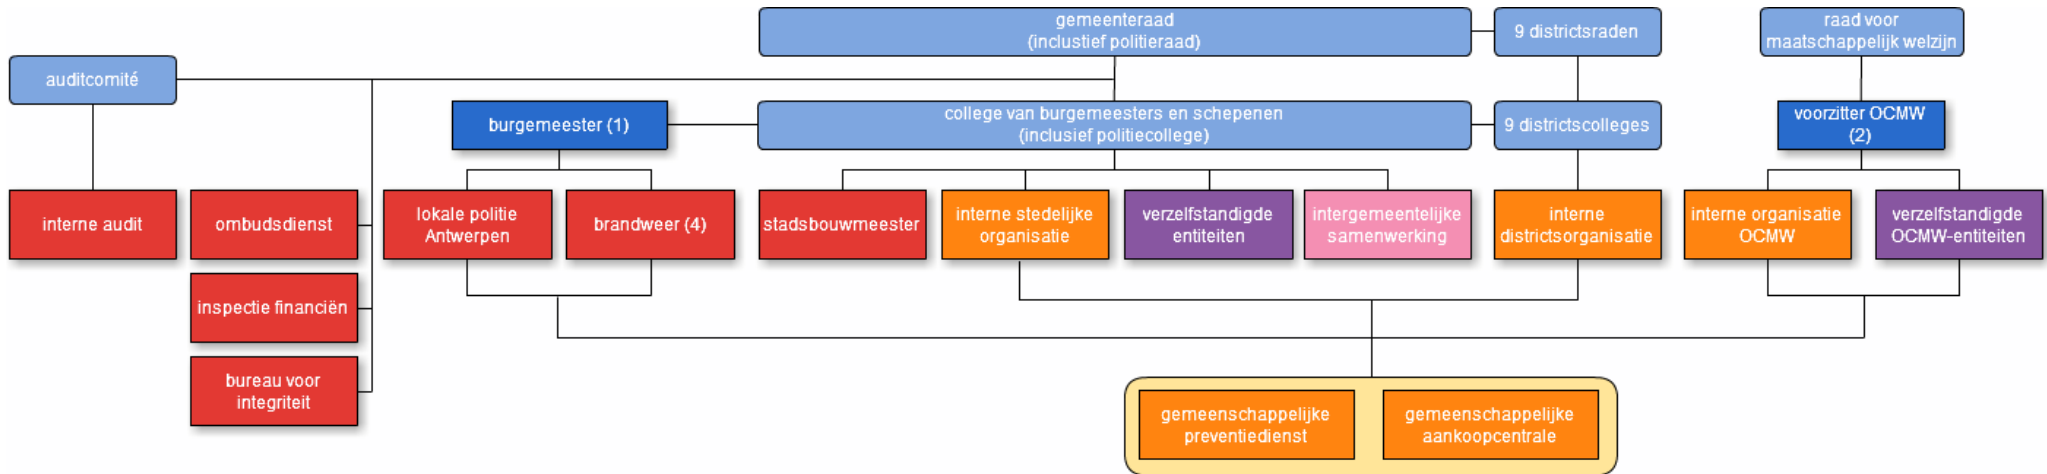 gemeenteraad
(inclustief politieraad)
9 districtsraden
raad voor
maatschappelijk welzijn
auditcomité
burgemeester (1)
college van burgemeesters en schepenen
(inclusief politiecollege)
9 districtscolleges
voorzitter OCMW
(2)
interne audit
ombudsdienst
lokale politie
Antwerpen
brandweer (4)
stadsbouwmeester
interne stedelijke
organisatie
verzelfstandigde
entiteiten
intergemeentelijke
samenwerking
interne
districtsorganisatie
interne organisatie
OCMW
verzelfstandigde
OCMW-entiteiten
inspectie financiën
bureau voor
integriteit
gemeenschappelijke
preventiedienst
gemeenschappelijke
aankoopcentrale